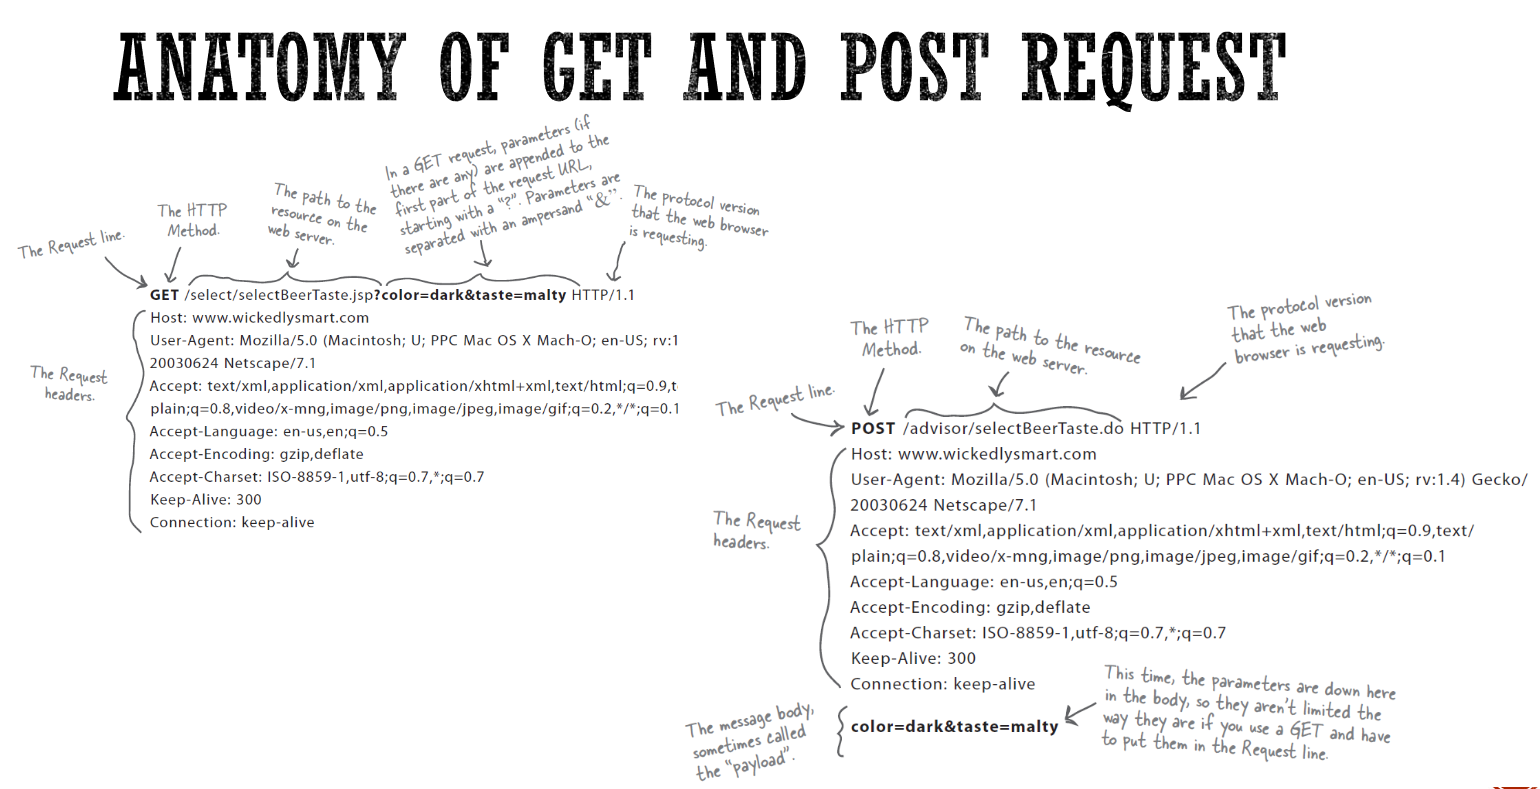 ANATOMY OF GET AND POST REQUEST
The Request line.
The HTTP
Method.
The path to the
resource on the
web server.
In a GET request, parameters (if
there are any) are appended to the
first part of the request URL,
starting with a "?". Parameters are
separated with an ampersand "&".
The protocol version
that the web browser
is requesting.
GET /select/selectBeerTaste.jsp?color=dark&taste=malty HTTP/1.1
The Request
headers.
Host: www.wickedlysmart.com
User-Agent: Mozilla/5.0 (Macintosh; U; PPC Mac OS X Mach-O; en-US; rv:1
20030624 Netscape/7.1
Accept: text/xml,application/xml,application/xhtml+xml,text/html;q=0.9,t
plain;q=0.8,video/x-mng,image/png,image/jpeg,image/gif;q=0.2,*/*;q=0.1
Accept-Language: en-us,en;q=0.5
Accept-Encoding: gzip,deflate
Accept-Charset: ISO-8859-1,utf-8;q=0.7,*;q=0.7
Keep-Alive: 300
Connection: keep-alive
The Request line.
The HTTP
Method.
The path to the resource
on the web server.
The protocol version
that the web
browser is requesting.
POST /advisor/selectBeerTaste.do HTTP/1.1
The Request
headers.
Host: www.wickedlysmart.com
User-Agent: Mozilla/5.0 (Macintosh; U; PPC Mac OS X Mach-O; en-US; rv:1.4) Gecko/
20030624 Netscape/7.1
Accept: text/xml,application/xml,application/xhtml+xml,text/html;q=0.9,text/
plain;q=0.8,video/x-mng,image/png,image/jpeg,image/gif;q=0.2,*/*;q=0.1
Accept-Language: en-us,en;q=0.5
Accept-Encoding: gzip,deflate
Accept-Charset: ISO-8859-1,utf-8;q=0.7,*;q=0.7
Keep-Alive: 300
Connection: keep-alive
The message body,
sometimes called
the "payload".
color=dark&taste=malty
This time, the parameters are down here
in the body, so they aren't limited the
way they are if you use a GET and have
to put them in the Request line.